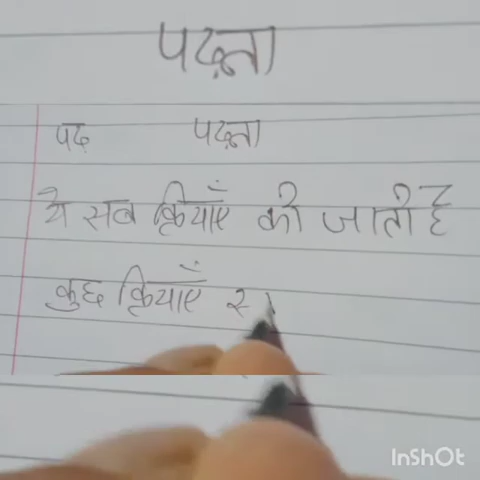 पढ़ना
पढ़ पढ़ना
ये सब क्रियाएँ की जाती है
कुछ क्रियाएँ
InShOt